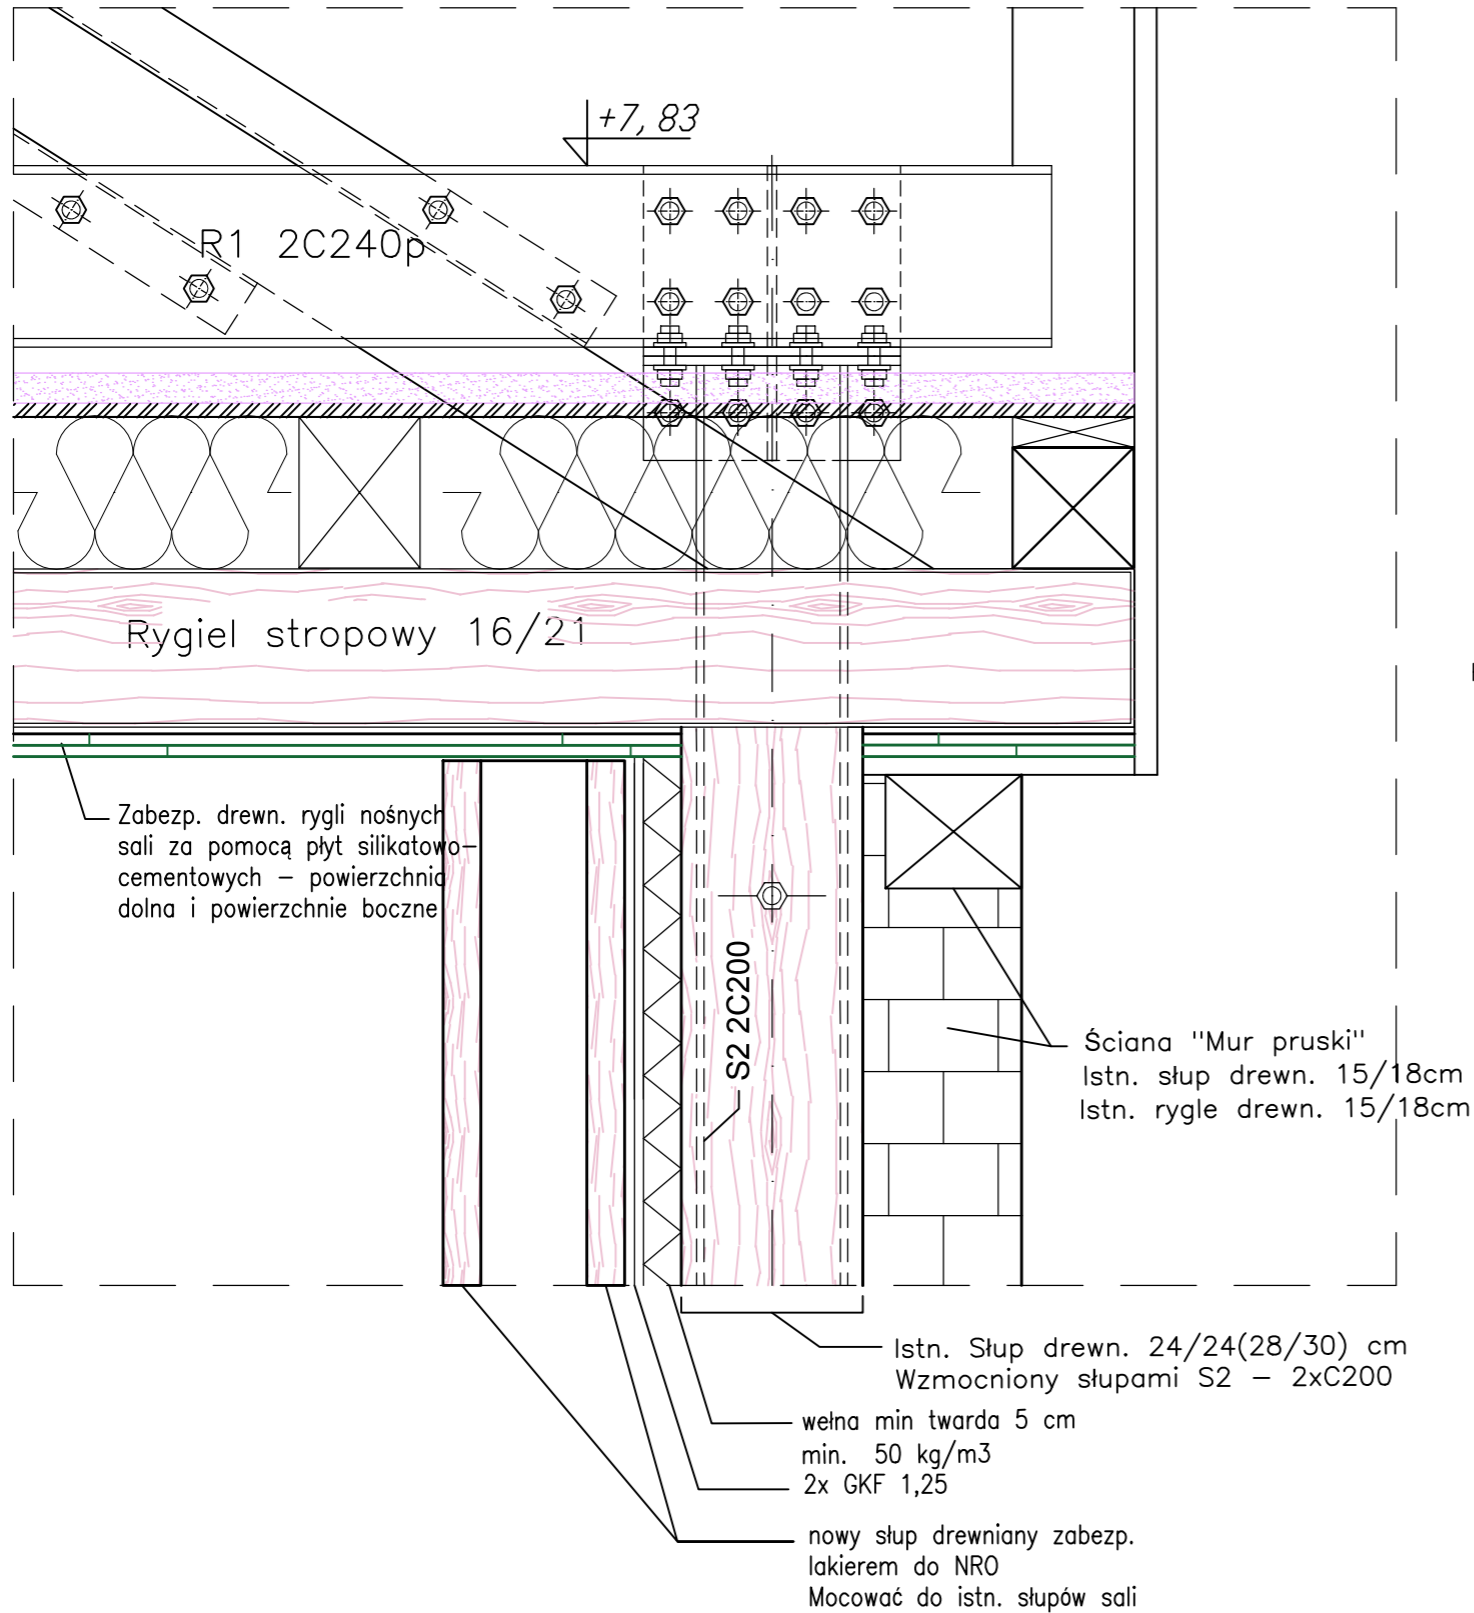 +7,83
R1 2C240p
Rygiel stropowy 16/21
Zabezp. drewn. rygli nośnych
sali za pomocą płyt silikatowo-
cementowych – powierzchnia
dolna i powierzchnie boczne
S2 2C200
Ściana "Mur pruski"
Istn. słup drewn. 15/18cm
Istn. rygle drewn. 15/18cm
Istn. Słup drewn. 24/24(28/30) cm
Wzmocniony słupami S2 – 2xC200
wełna min twarda 5 cm
min. 50 kg/m3
2x GKF 1,25
nowy słup drewniany zabezp.
lakierem do NRO
Mocować do istn. słupów sali